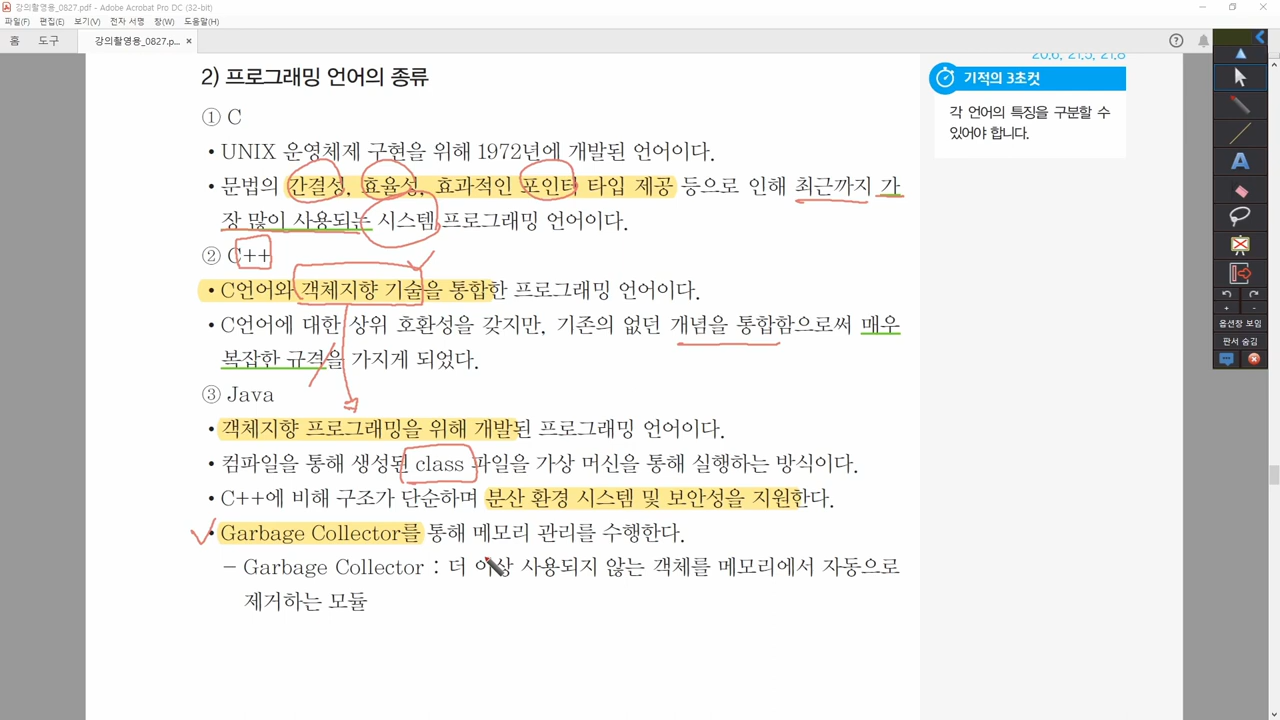 강의촬영용_0827.pdf - Adobe Acrobat Pro DC (32-bit)
파일(F) 편집(E) 보기(V) 전자 서명 창(W) 도움말(H)
홈 도구 강의촬영용_0827.p... ×
20.6, 21.5, 21.8
2) 프로그래밍 언어의 종류
기적의 3초컷
각 언어의 특징을 구분할 수
있어야 합니다.
① C
• UNIX 운영체제 구현을 위해 1972년에 개발된 언어이다.
• 문법의 간결성, 효율성, 효과적인 포인터 타입 제공 등으로 인해 최근까지 가
장 많이 사용되는 시스템 프로그래밍 언어이다.
② C++
• C언어와 객체지향 기술을 통합한 프로그래밍 언어이다.
• C언어에 대한 상위 호환성을 갖지만, 기존의 없던 개념을 통합함으로써 매우
복잡한 규격을 가지게 되었다.
③ Java
• 객체지향 프로그래밍을 위해 개발된 프로그래밍 언어이다.
• 컴파일을 통해 생성된 class 파일을 가상 머신을 통해 실행하는 방식이다.
• C++에 비해 구조가 단순하며 분산 환경 시스템 및 보안성을 지원한다.
• Garbage Collector를 통해 메모리 관리를 수행한다.
– Garbage Collector : 더 이상 사용되지 않는 객체를 메모리에서 자동으로
제거하는 모듈
A
옵션창 보임
판서 숨김